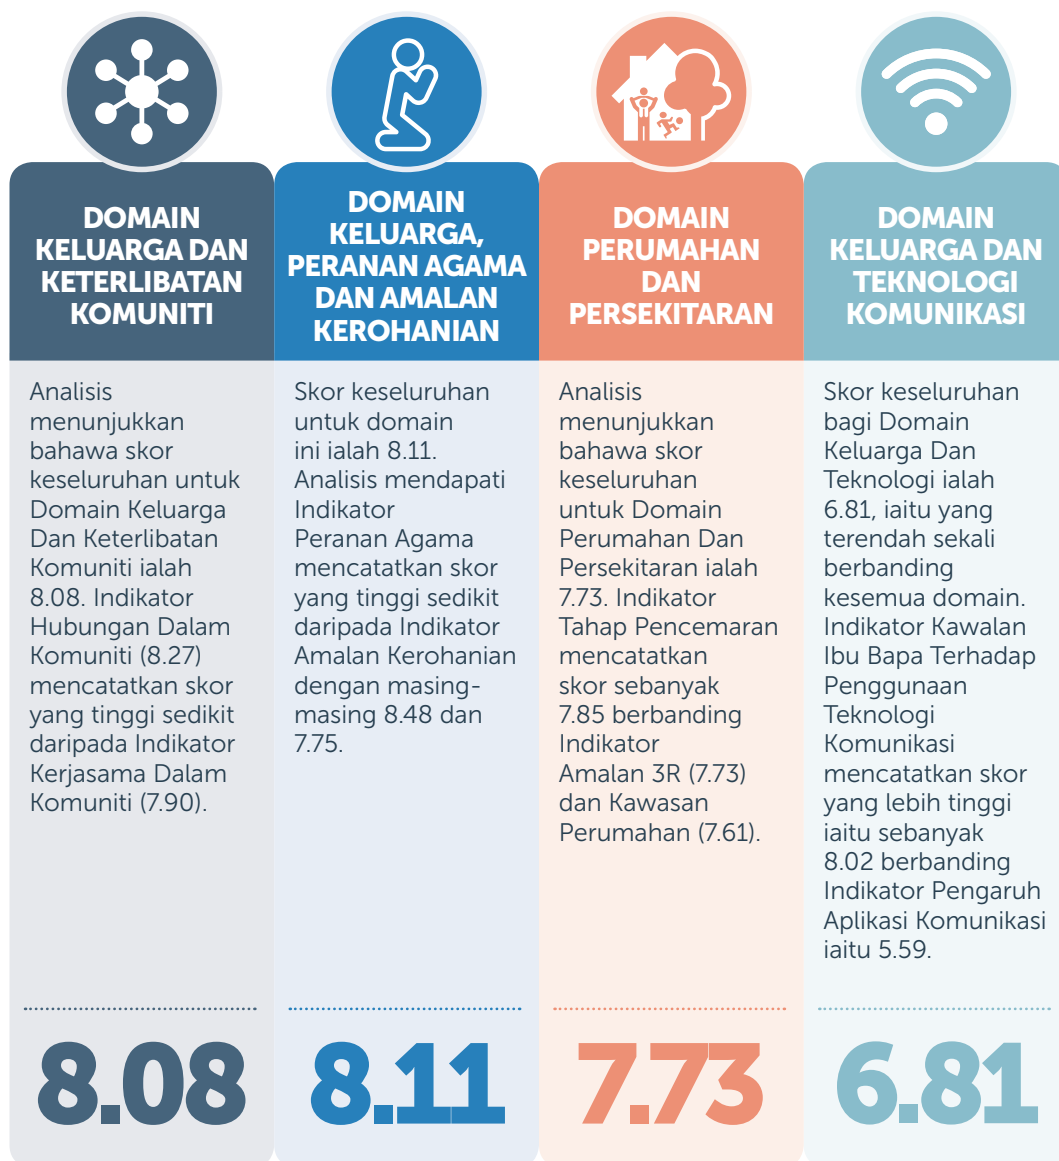 DOMAIN
KELUARGA DAN
KETERLIBATAN
KOMUNITI
Analisis
menunjukkan
bahawa skor
keseluruhan untuk
Domain Keluarga
Dan Keterlibatan
Komuniti ialah
8.08. Indikator
Hubungan Dalam
Komuniti (8.27)
mencatatkan skor
yang tinggi sedikit
daripada Indikator
Kerjasama Dalam
Komuniti (7.90).
8.08
DOMAIN
KELUARGA,
PERANAN AGAMA
DAN AMALAN
KEROHANIAN
Skor keseluruhan
untuk domain
ini ialah 8.11.
Analisis mendapati
Indikator
Peranan Agama
mencatatkan skor
yang tinggi sedikit
daripada Indikator
Amalan Kerohanian
dengan masing-
masing 8.48 dan
7.75.
8.11
DOMAIN
PERUMAHAN
DAN
PERSEKITARAN
Analisis
menunjukkan
bahawa skor
keseluruhan
untuk Domain
Perumahan Dan
Persekitaran ialah
7.73. Indikator
Tahap Pencemaran
mencatatkan
skor sebanyak
7.85 berbanding
Indikator
Amalan 3R (7.73)
dan Kawasan
Perumahan (7.61).
7.73
DOMAIN
KELUARGA DAN
TEKNOLOGI
KOMUNIKASI
Skor keseluruhan
bagi Domain
Keluarga Dan
Teknologi ialah
6.81, iaitu yang
terendah sekali
berbanding
kesemua domain.
Indikator Kawalan
Ibu Bapa Terhadap
Penggunaan
Teknologi
Komunikasi
mencatatkan skor
yang lebih tinggi
iaitu sebanyak
8.02 berbanding
Indikator Pengaruh
Aplikasi Komunikasi
iaitu 5.59.
6.81